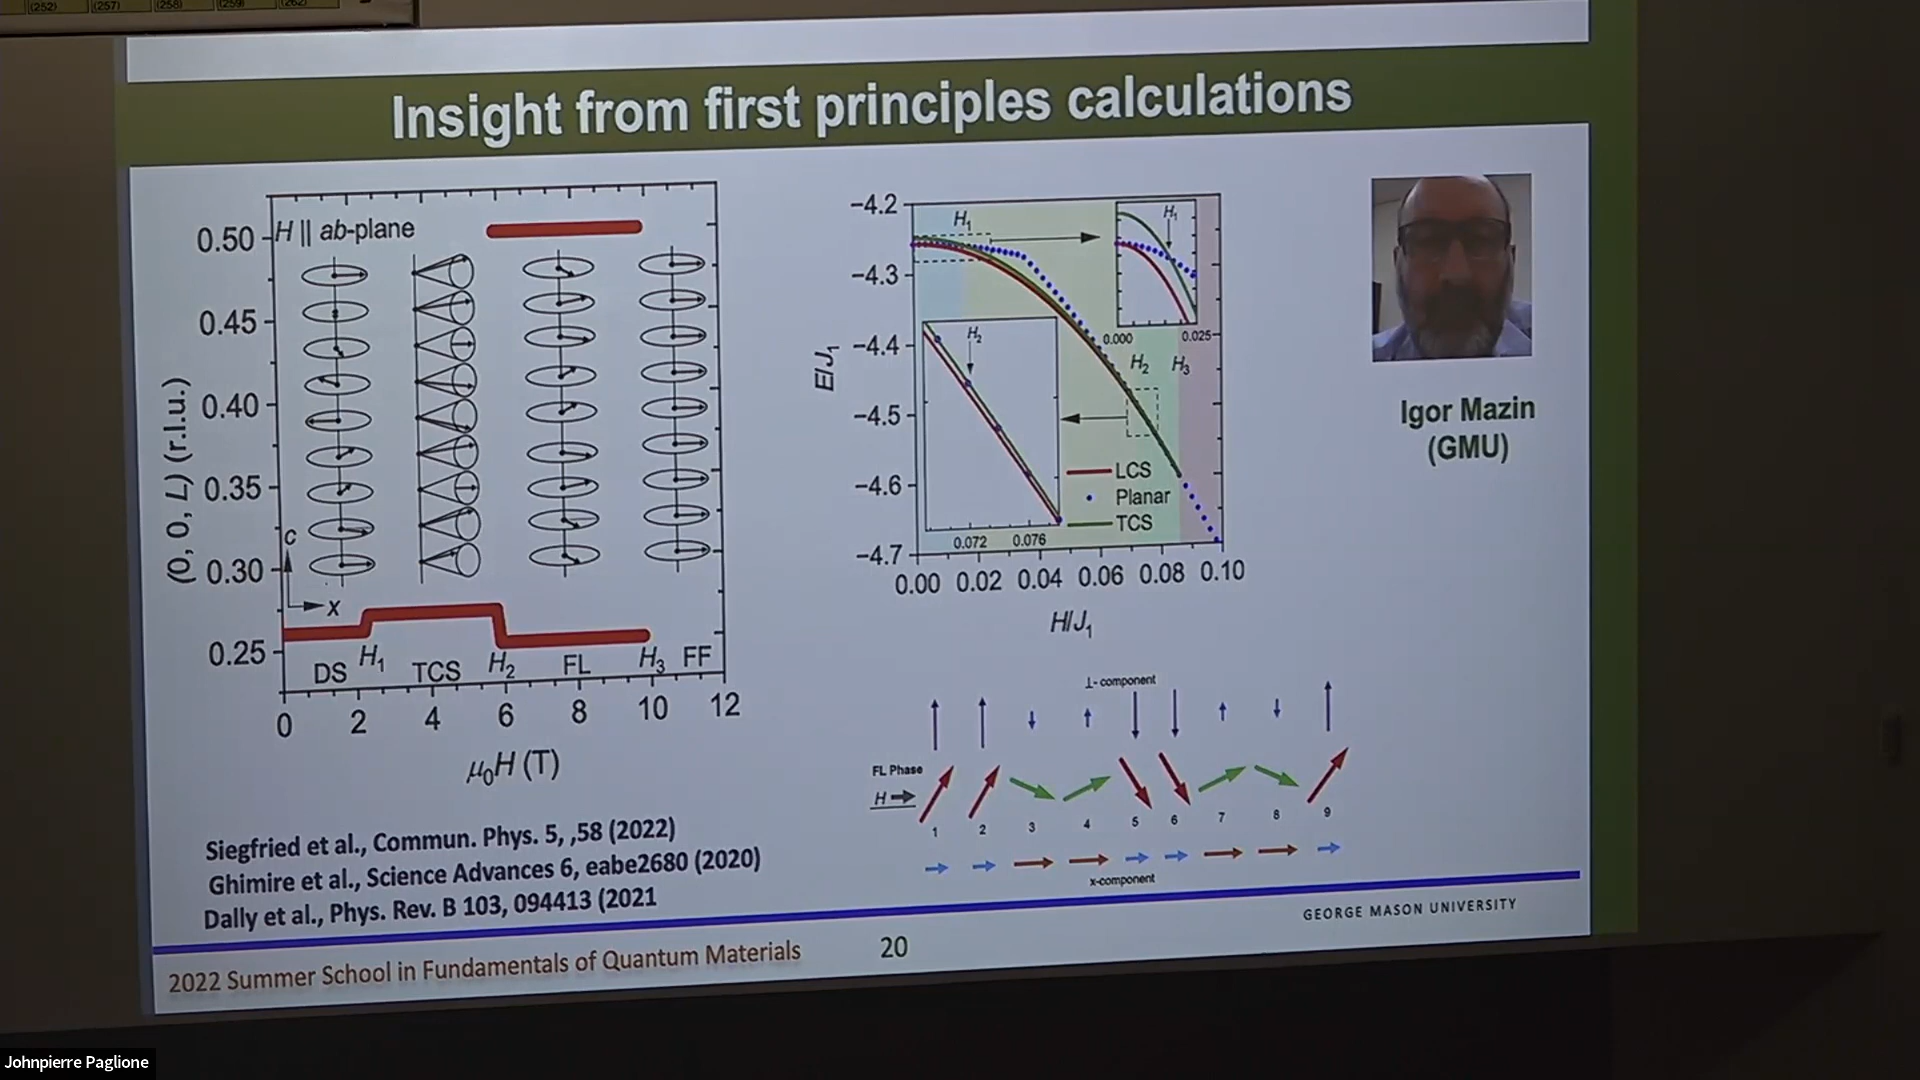 (252) (257) (258) (259) (262)
Insight from first principles calculations
H || ab-plane
0.50
0.45
0.40
0.35
0.30
0.25
(0, 0, L) (r.l.u.)
c
x
DS H1 TCS H2 FL H3 FF
0 2 4 6 8 10 12
μ0H (T)
−4.2
−4.3
−4.4
−4.5
−4.6
−4.7
E/J1
H1
H1
0.000 0.025
H2 H3
H2
0.072 0.076
LCS
Planar
TCS
0.00 0.02 0.04 0.06 0.08 0.10
H/J1
Igor Mazin
(GMU)
⊥- component
FL Phase
H
1 2 3 4 5 6 7 8 9
x-component
Siegfried et al., Commun. Phys. 5, ,58 (2022)
Ghimire et al., Science Advances 6, eabe2680 (2020)
Dally et al., Phys. Rev. B 103, 094413 (2021
GEORGE MASON UNIVERSITY
2022 Summer School in Fundamentals of Quantum Materials
20
Johnpierre Paglione